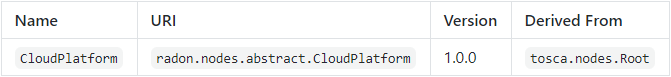 Name URI Version Derived From
CloudPlatform radon.nodes.abstract.CloudPlatform 1.0.0 tosca.nodes.Root